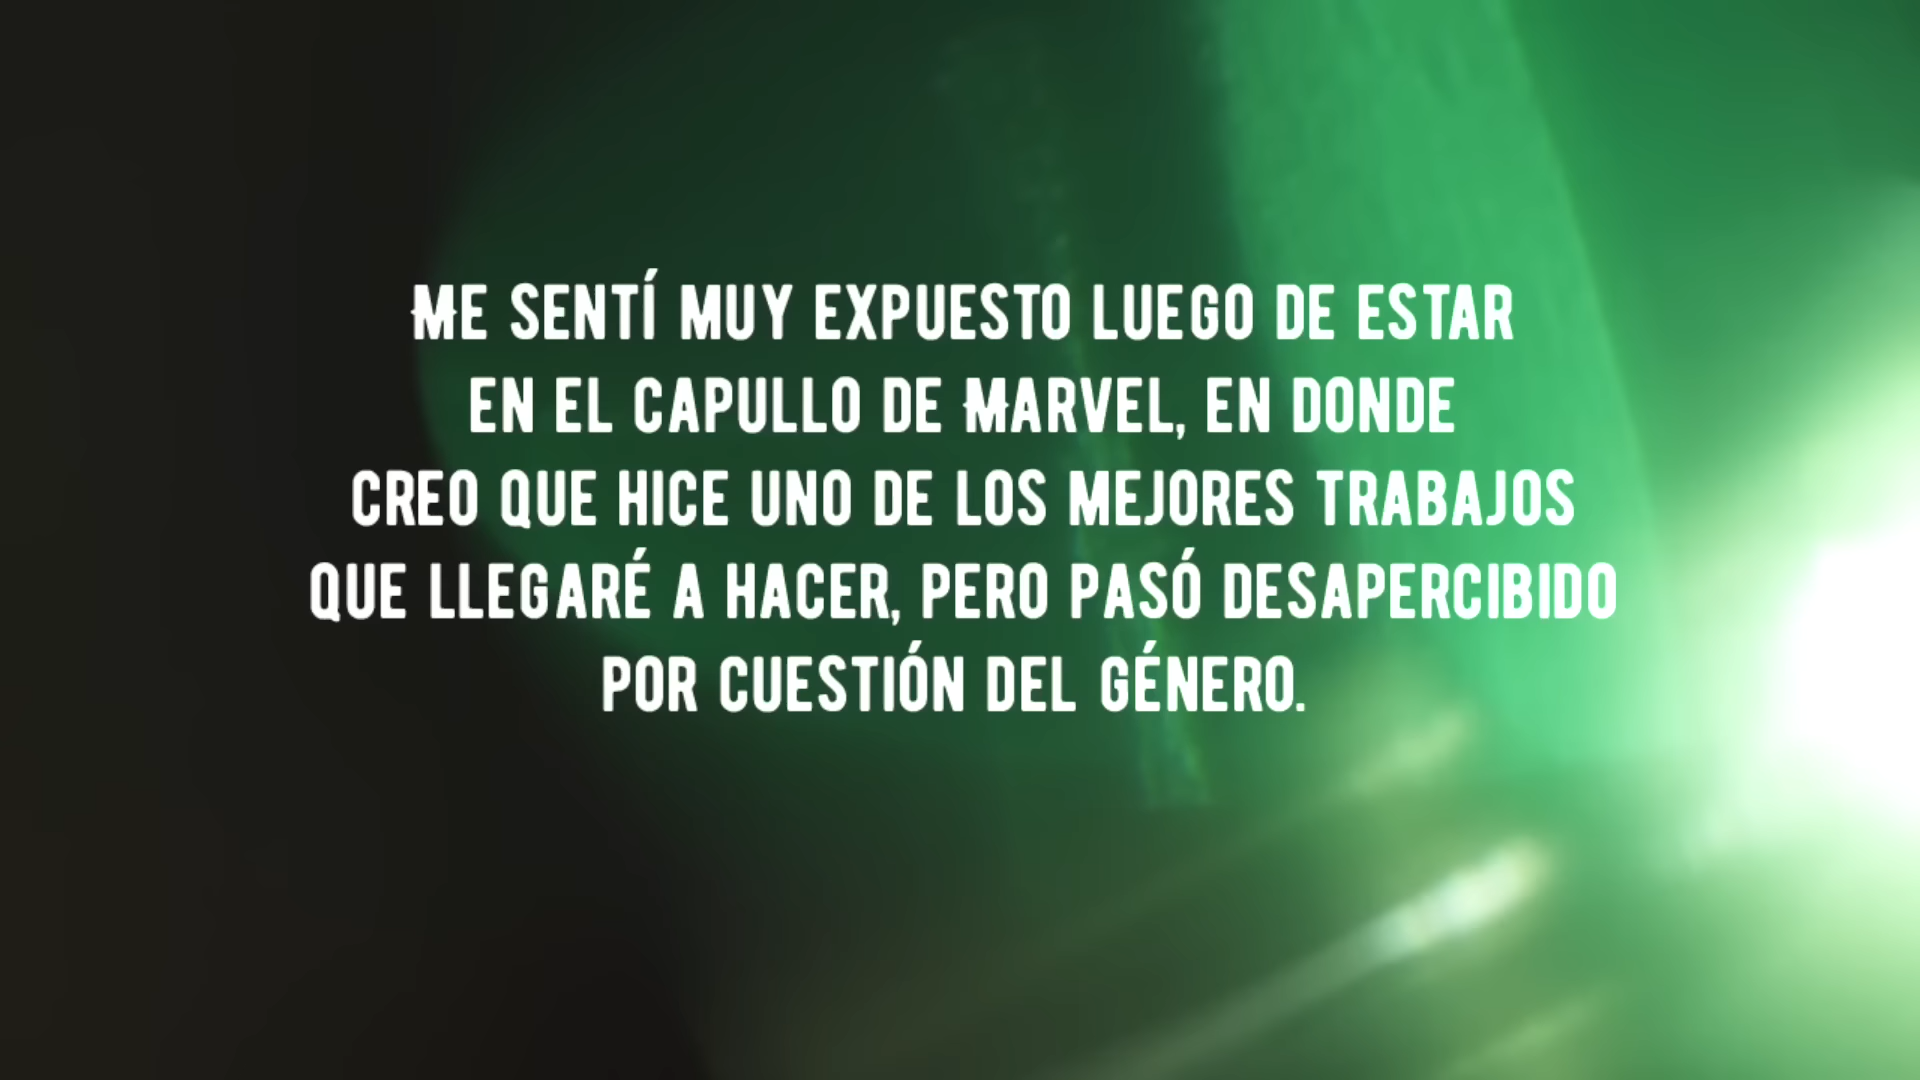 ME SENTÍ MUY EXPUESTO LUEGO DE ESTAR
EN EL CAPULLO DE MARVEL, EN DONDE
CREO QUE HICE UNO DE LOS MEJORES TRABAJOS
QUE LLEGARÉ A HACER, PERO PASÓ DESAPERCIBIDO
POR CUESTIÓN DEL GÉNERO.